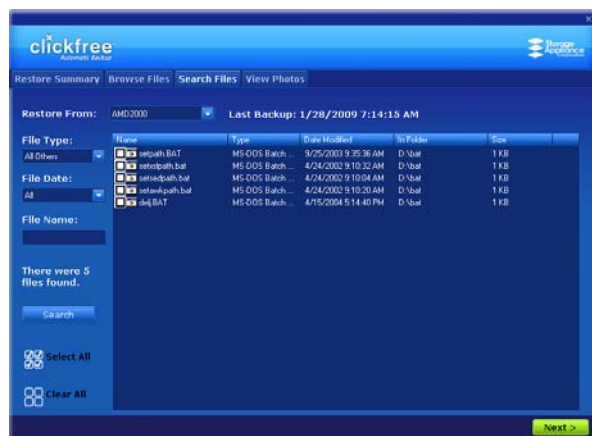 x
clickfree
Automatic Backup
Storage
Appliance
Restore Summary Browse Files Search Files View Photos
Restore From: AMD2000 Last Backup: 1/28/2009 7:14:15 AM
File Type:
All Others
File Date:
All
File Name:
There were 5
files found.
Search
Select All
Clear All
Name Type Date Modified In Folder Size
setpath.BAT MS-DOS Batch ... 9/25/2003 9:35:36 AM D:\bat 1 KB
setcslpath.bat MS-DOS Batch ... 4/24/2002 9:10:32 AM D:\bat 1 KB
setsedpath.bat MS-DOS Batch ... 4/24/2002 9:10:04 AM D:\bat 1 KB
setawkpath.bat MS-DOS Batch ... 4/24/2002 9:10:20 AM D:\bat 1 KB
delj.BAT MS-DOS Batch ... 4/15/2004 5:14:40 PM D:\bat 1 KB
Next >